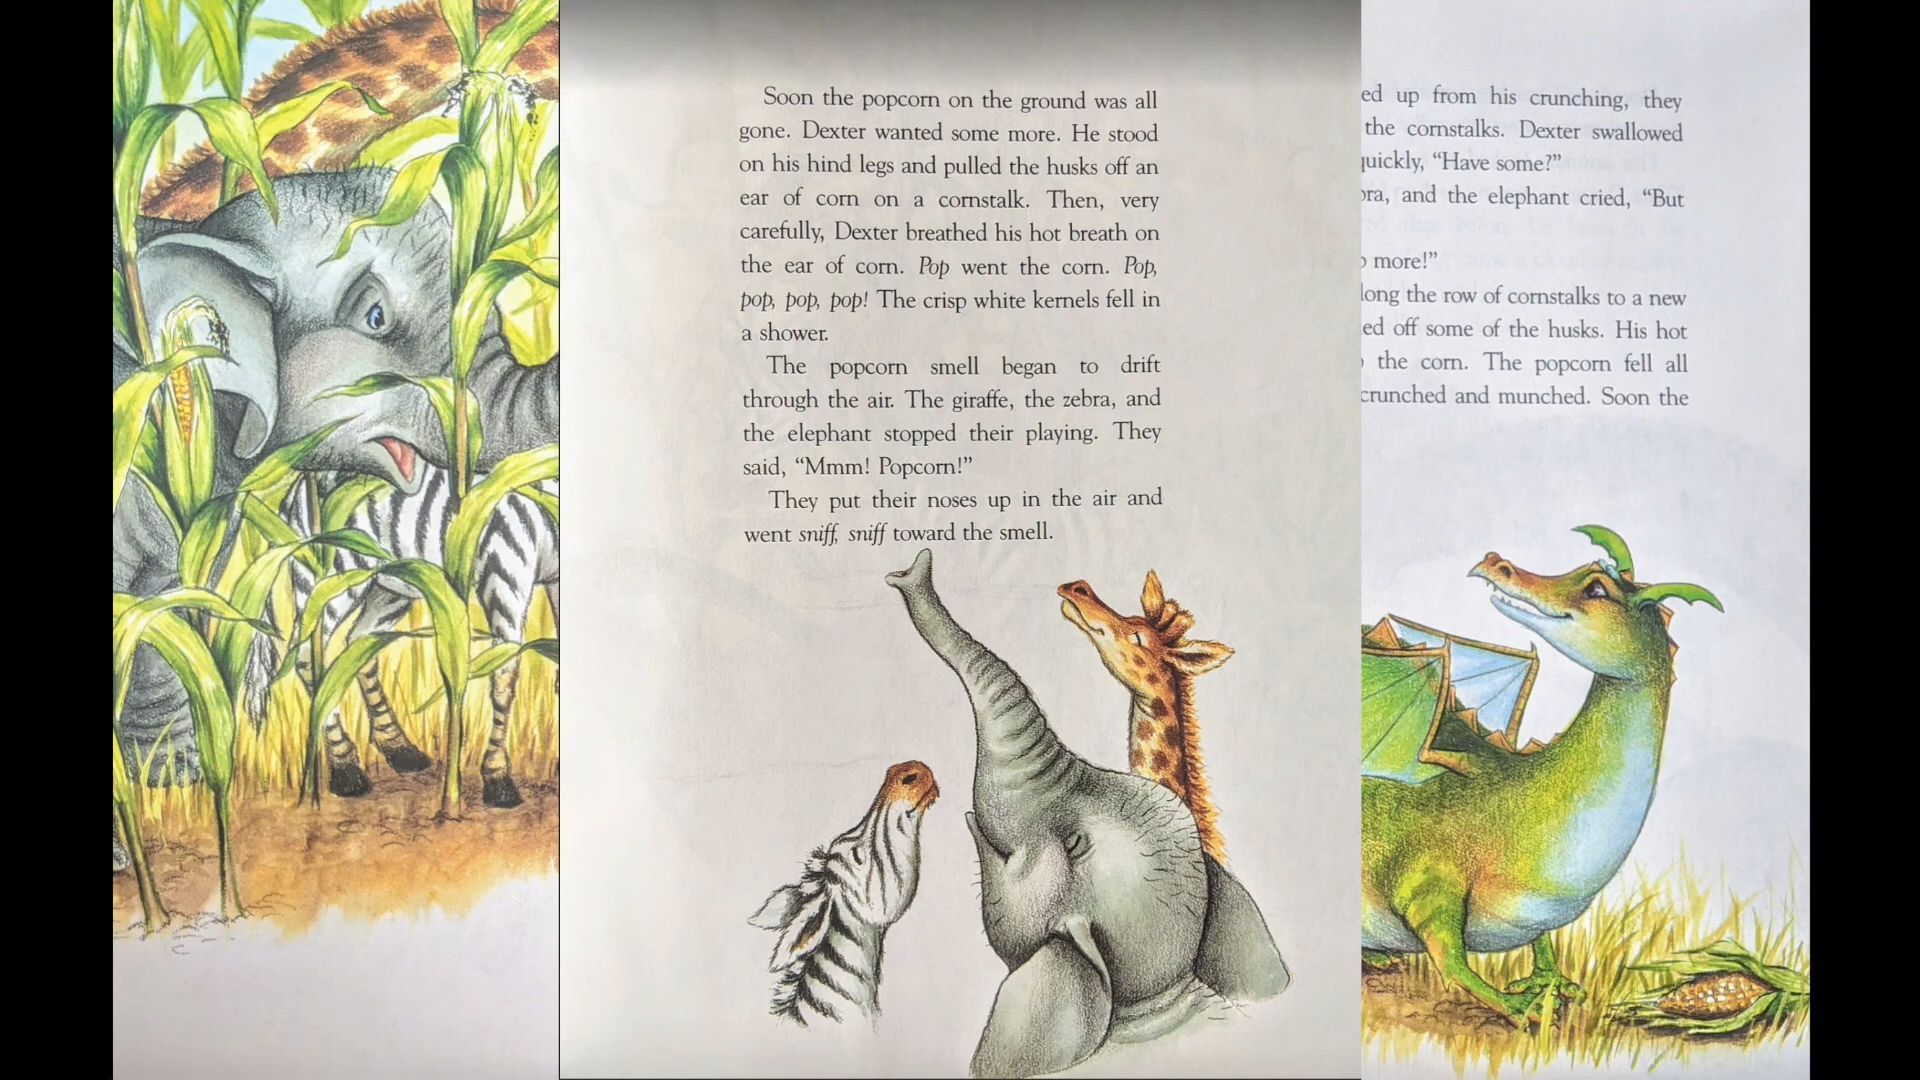 Soon the popcorn on the ground was all
gone. Dexter wanted some more. He stood
on his hind legs and pulled the husks off an
ear of corn on a cornstalk. Then, very
carefully, Dexter breathed his hot breath on
the ear of corn. Pop went the corn. Pop,
pop, pop, pop! The crisp white kernels fell in
a shower.
The popcorn smell began to drift
through the air. The giraffe, the zebra, and
the elephant stopped their playing. They
said, “Mmm! Popcorn!”
They put their noses up in the air and
went sniff, sniff toward the smell.
up from his crunching, they
the cornstalks. Dexter swallowed
“Have some?”
and the elephant cried, “But
more!”
the row of cornstalks to a new
off some of the husks. His hot
the corn. The popcorn fell all
crunched and munched. Soon the